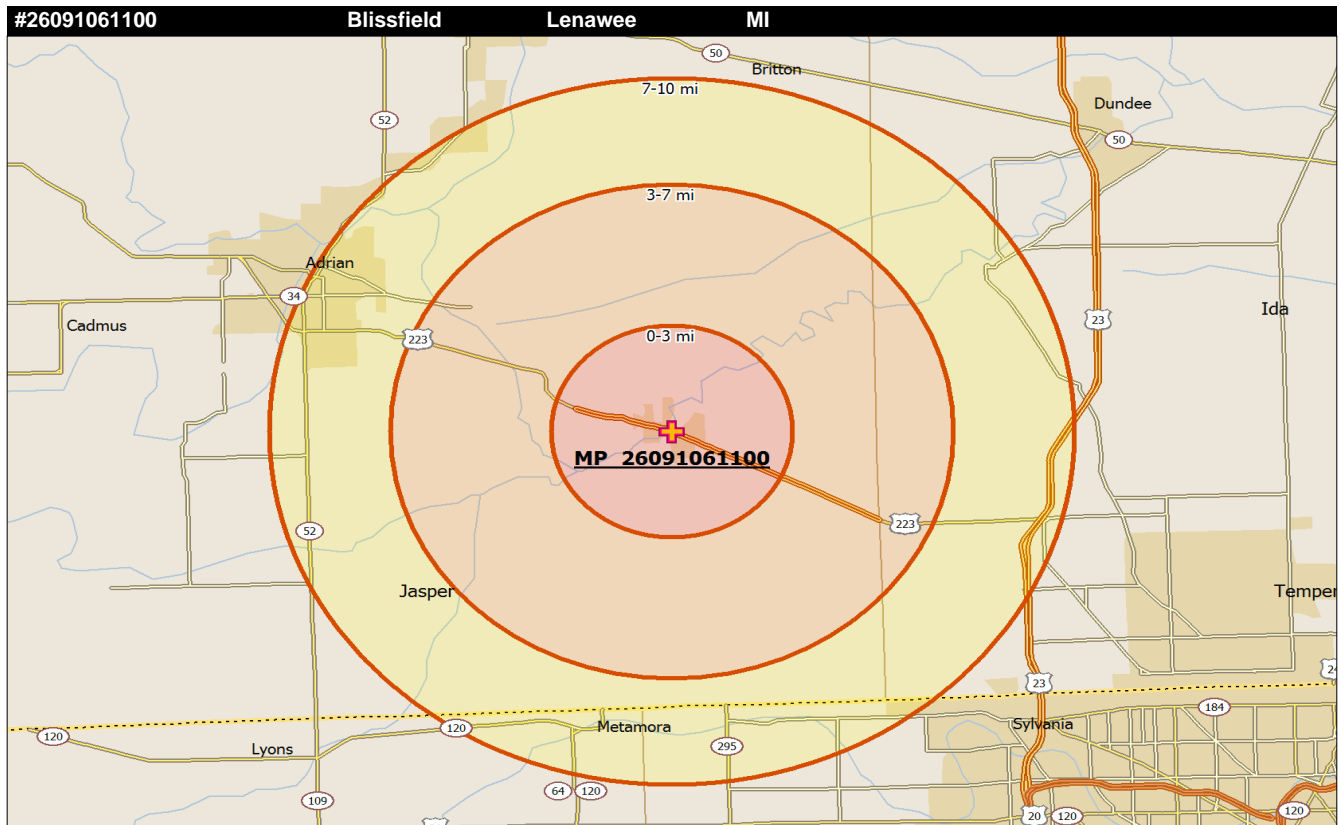 #26091061100 Blissfield Lenawee MI
50
Britton
7-10 mi
Dundee
52
50
3-7 mi
Adrian
34
Ida
Cadmus
23
223
0-3 mi
MP 26091061100
223
52
Jasper
Temper
23
24
184
120
Metamora
Sylvania
120
Lyons
295
64
120
109
20
120
120